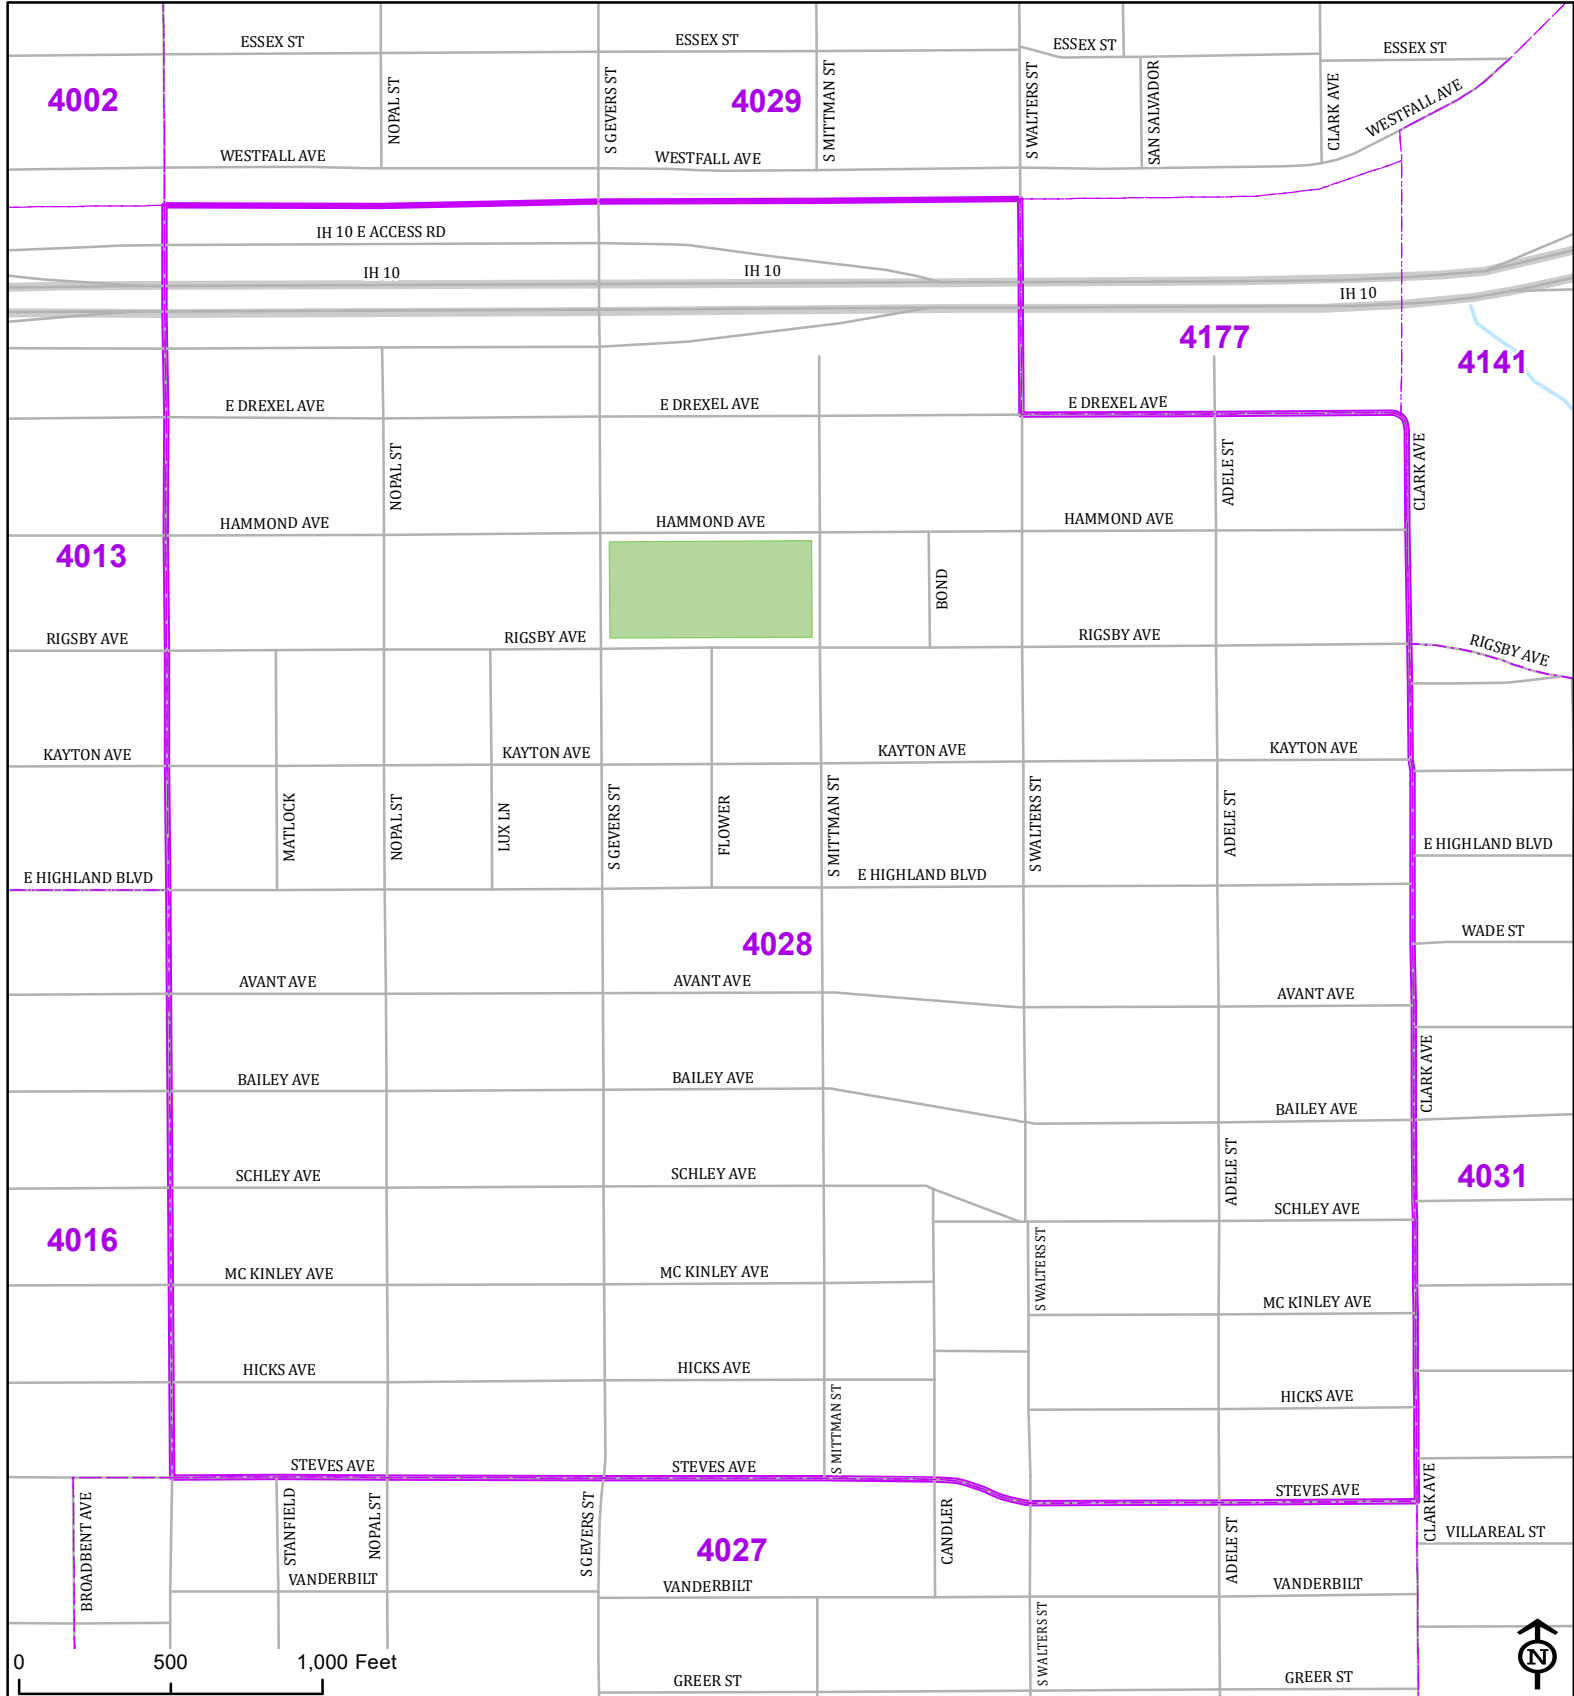 ESSEX ST
ESSEX ST
ESSEX ST
ESSEX ST
4002
NOPAL ST
S GEVERS ST
4029
S MITTMAN ST
S WALTERS ST
SAN SALVADOR
CLARK AVE
WESTFALL AVE
WESTFALL AVE
WESTFALL AVE
IH 10 E ACCESS RD
IH 10
IH 10
IH 10
4177
4141
E DREXEL AVE
E DREXEL AVE
E DREXEL AVE
NOPAL ST
ADELE ST
CLARK AVE
HAMMOND AVE
HAMMOND AVE
HAMMOND AVE
4013
BOND
RIGSBY AVE
RIGSBY AVE
RIGSBY AVE
RIGSBY AVE
KAYTON AVE
KAYTON AVE
KAYTON AVE
KAYTON AVE
MATLOCK
NOPAL ST
LUX LN
S GEVERS ST
FLOWER
S MITTMAN ST
S WALTERS ST
ADELE ST
E HIGHLAND BLVD
E HIGHLAND BLVD
E HIGHLAND BLVD
4028
WADE ST
AVANT AVE
AVANT AVE
AVANT AVE
CLARK AVE
BAILEY AVE
BAILEY AVE
BAILEY AVE
SCHLEY AVE
SCHLEY AVE
ADELE ST
4031
SCHLEY AVE
4016
S WALTERS ST
MC KINLEY AVE
MC KINLEY AVE
MC KINLEY AVE
HICKS AVE
HICKS AVE
HICKS AVE
S MITTMAN ST
STEVES AVE
STEVES AVE
STEVES AVE
BROADBENT AVE
STANFIELD
NOPAL ST
S GEVERS ST
4027
CANDLER
ADELE ST
CLARK AVE
VILLAREAL ST
VANDERBILT
VANDERBILT
VANDERBILT
S WALTERS ST
0 500 1,000 Feet
GREER ST
GREER ST
N